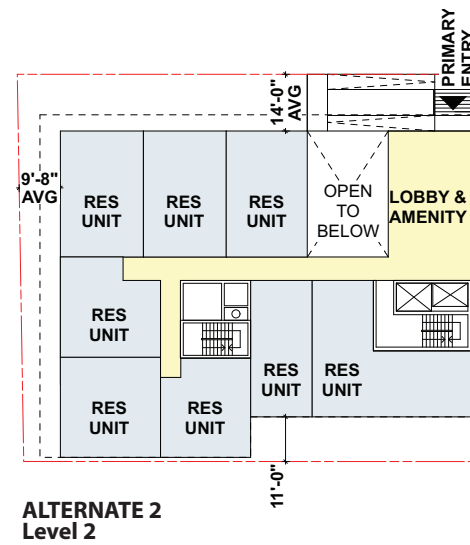 PRIMARY
ENTRY
14'-0"
AVG
9'-8"
AVG
RES
UNIT
RES
UNIT
RES
UNIT
OPEN
TO
BELOW
LOBBY &
AMENITY
RES
UNIT
RES
UNIT
RES
UNIT
RES
UNIT
RES
UNIT
11'-0"
ALTERNATE 2
Level 2